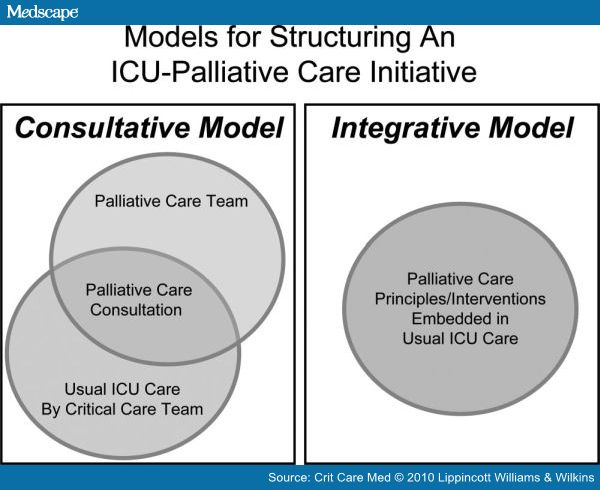 Medscape
Models for Structuring An
ICU-Palliative Care Initiative
Consultative Model
Palliative Care Team
Palliative Care
Consultation
Usual ICU Care
By Critical Care Team
Integrative Model
Palliative Care
Principles/Interventions
Embedded in
Usual ICU Care
Source: Crit Care Med © 2010 Lippincott Williams & Wilkins